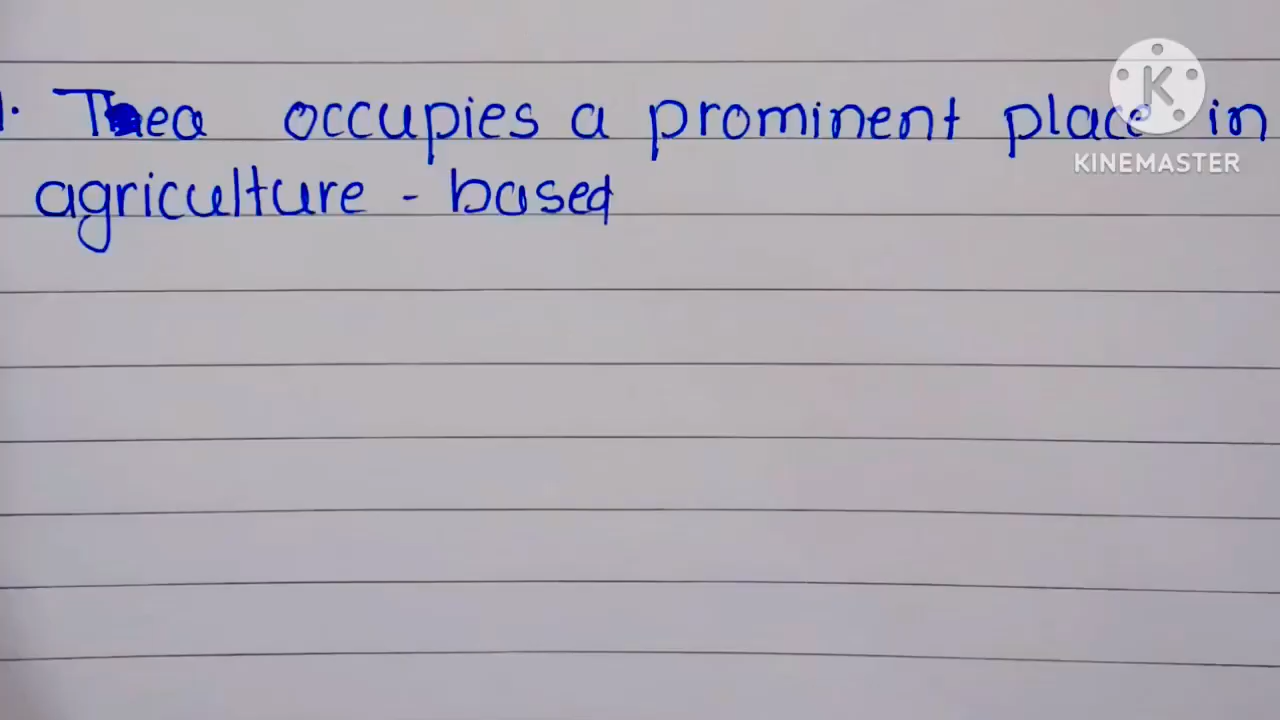 1. Tea occupies a prominent place in
agriculture - based
K
KINEMASTER